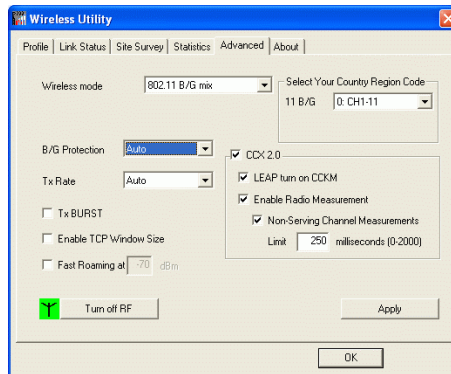 Wireless Utility
Profile Link Status Site Survey Statistics Advanced About
Wireless mode 802.11 B/G mix
Select Your Country Region Code
11 B/G 0: CH1-11
B/G Protection Auto
CCX 2.0
Tx Rate Auto
LEAP turn on CCKM
Enable Radio Measurement
Tx BURST
Non-Serving Channel Measurements
Enable TCP Window Size
Limit 250 milliseconds (0-2000)
Fast Roaming at -70 dBm
Turn off RF
Apply
OK